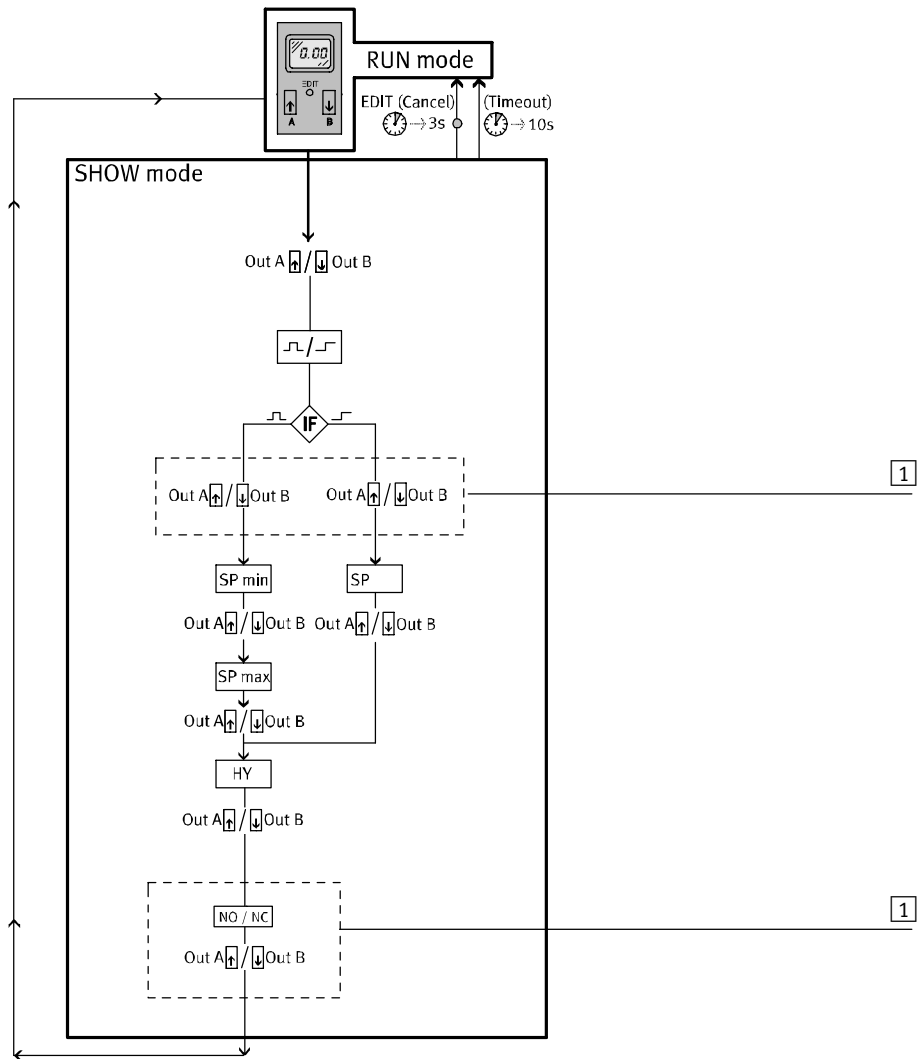 0.00
RUN mode
EDIT
A B
EDIT (Cancel) (Timeout)
3s 10s
SHOW mode
Out A / Out B
/
IF
1
Out A / Out B Out A / Out B
SP min SP
Out A / Out B Out A / Out B
SP max
Out A / Out B
HY
Out A / Out B
1
NO / NC
Out A / Out B